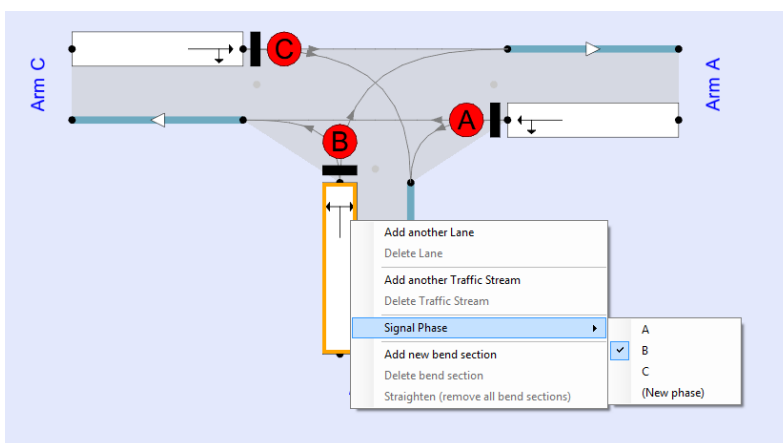 C
Arm C
Arm A
A
B
Add another Lane
Delete Lane
Add another Traffic Stream
Delete Traffic Stream
Signal Phase
A
B
C
(New phase)
Add new bend section
Delete bend section
Straighten (remove all bend sections)